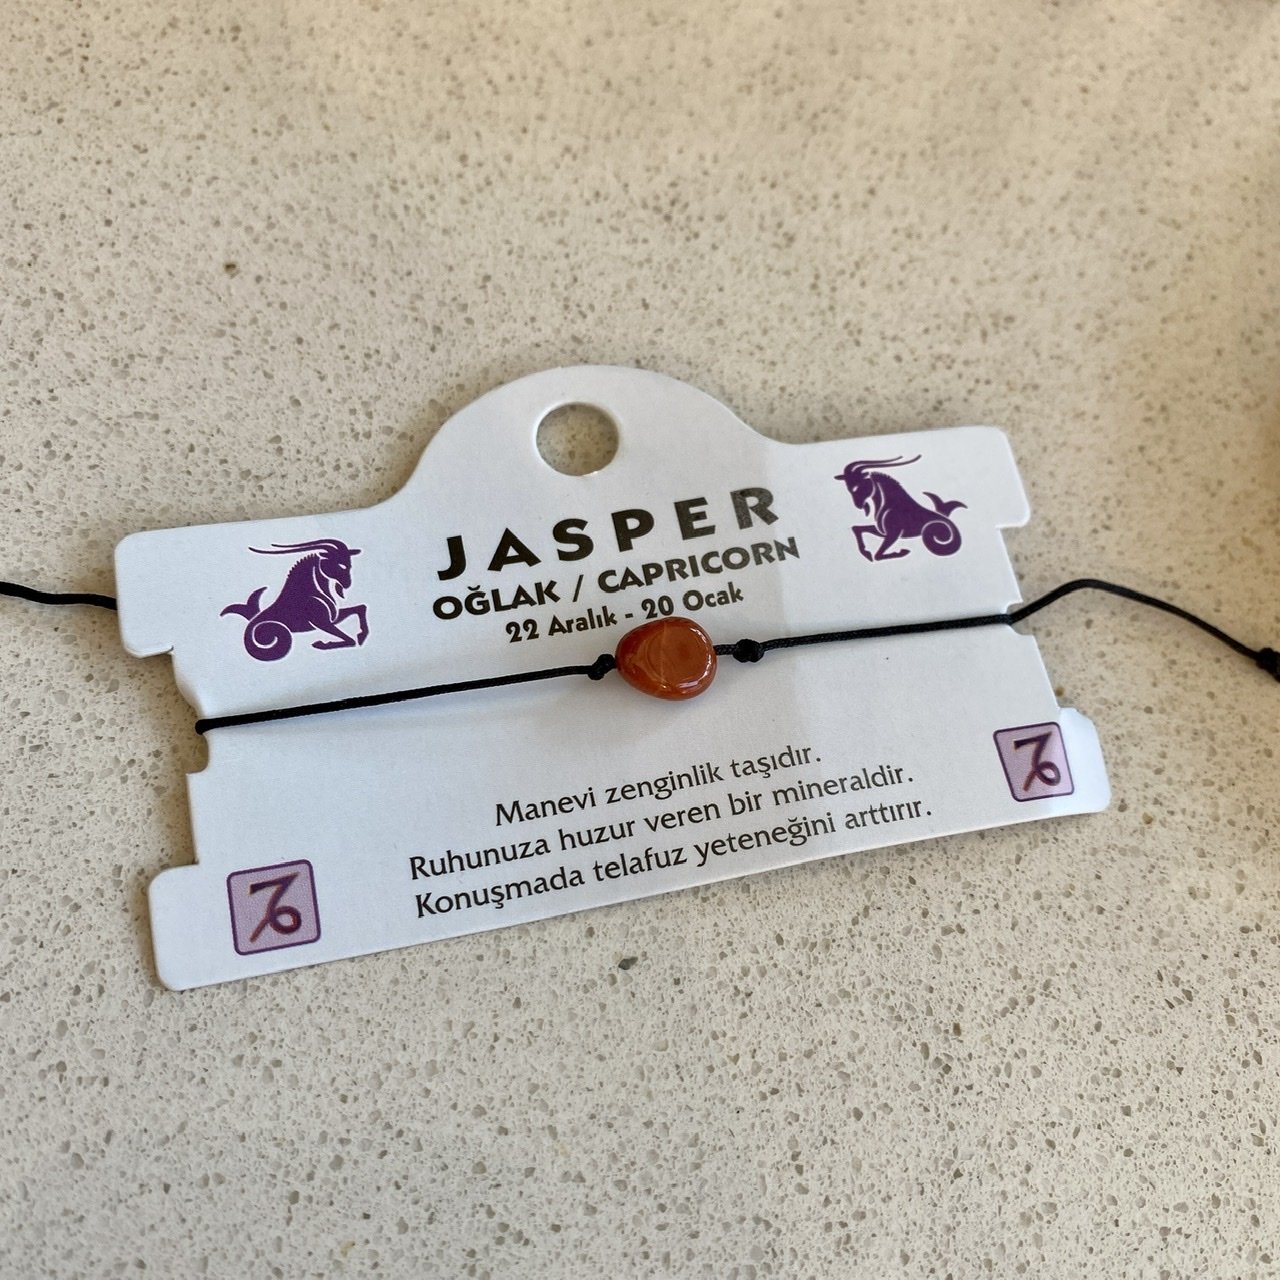 JASPER
OĞLAK / CAPRICORN
22 Aralık - 20 Ocak
Manevi zenginlik taşıdır.
Ruhunuza huzur veren bir mineraldir.
Konuşmada telafuz yeteneğini arttırır.